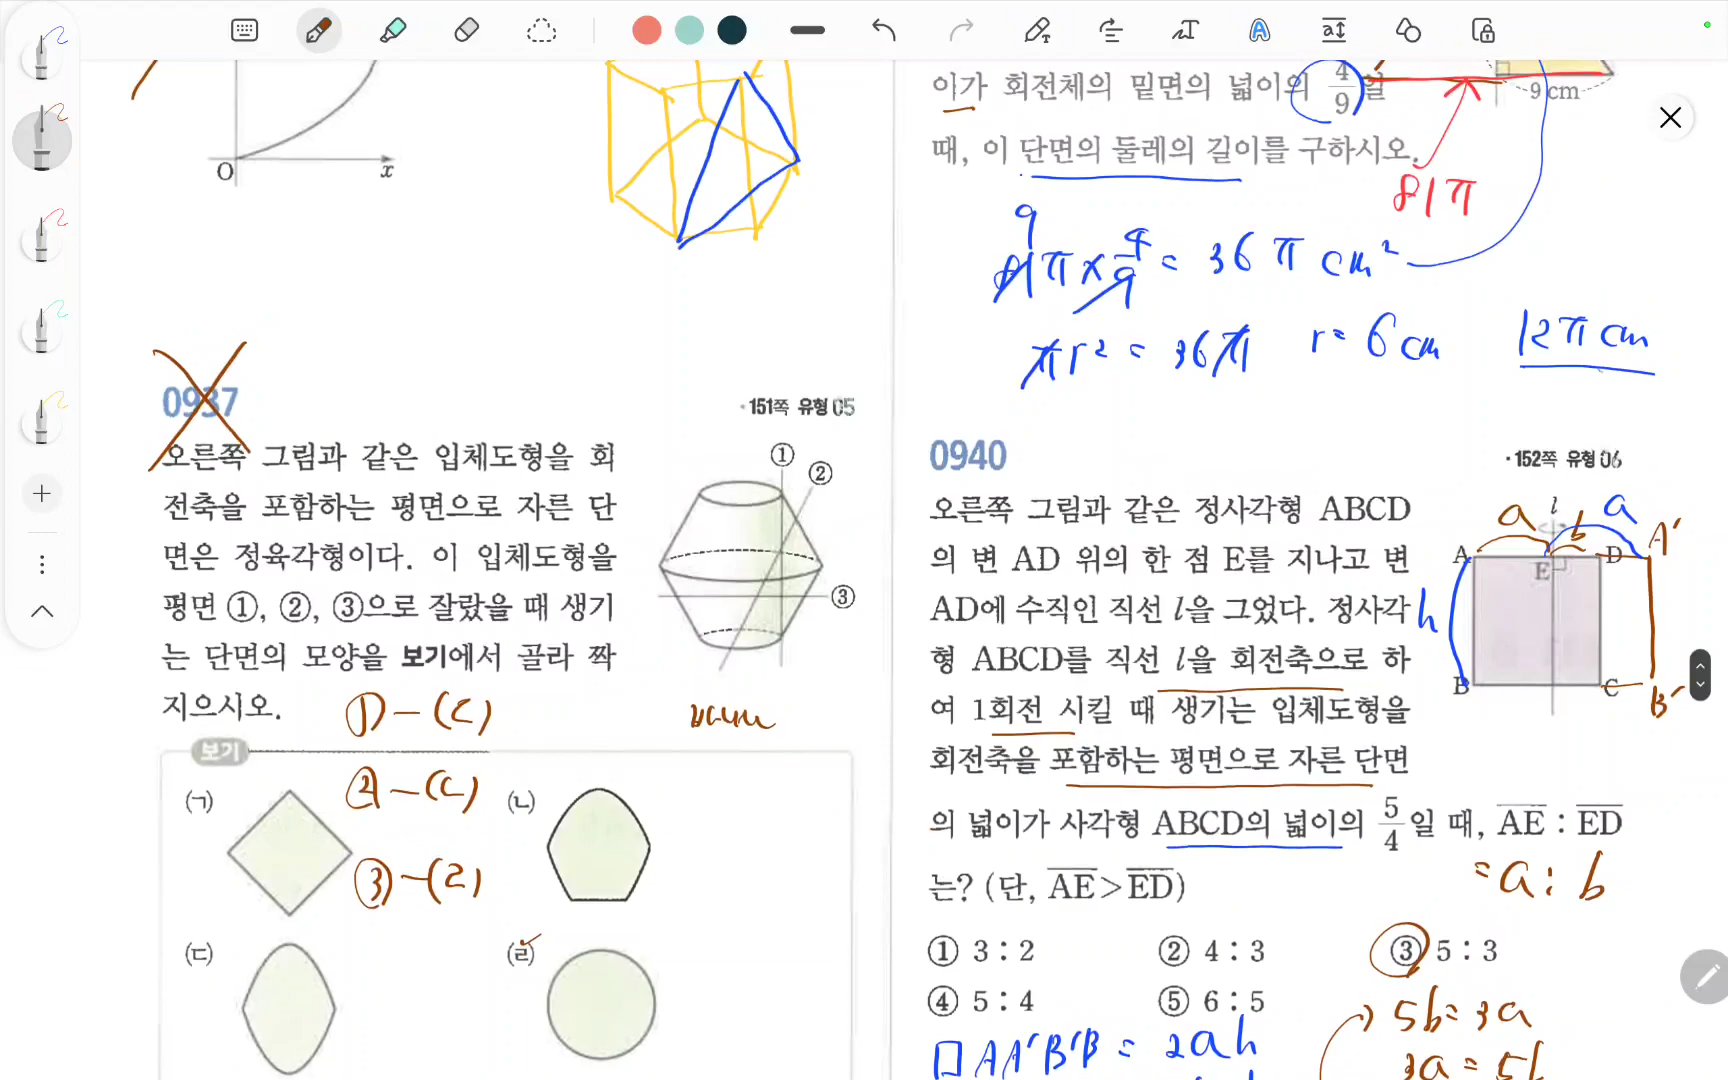 O
x
0937
151쪽 유형 05
오른쪽 그림과 같은 입체도형을 회
전축을 포함하는 평면으로 자른 단
면은 정육각형이다. 이 입체도형을
평면 ①, ②, ③으로 잘랐을 때 생기
는 단면의 모양을 보기에서 골라 짝
지으시오.
①
②
③
①-(ㄷ)
보기
(ㄱ)
②-(ㄴ)
(ㄴ)
③-(ㄹ)
(ㄷ)
(ㄹ)
이가 회전체의 밑면의 넓이의 4/9일
9 cm
때, 이 단면의 둘레의 길이를 구하시오.
81π
9
81π × 4/9 = 36π cm²
πr² = 36π r = 6 cm 12π cm
0940
152쪽 유형 06
오른쪽 그림과 같은 정사각형 ABCD
의 변 AD 위의 한 점 E를 지나고 변
AD에 수직인 직선 l을 그었다. 정사각
형 ABCD를 직선 l을 회전축으로 하
여 1회전 시킬 때 생기는 입체도형을
회전축을 포함하는 평면으로 자른 단면
의 넓이가 사각형 ABCD의 넓이의 5/4일 때, AE : ED
는? (단, AE > ED)
= a : b
a
l
b
a
A'
A
E
D
h
B
C
B'
① 3 : 2 ② 4 : 3 ③ 5 : 3
④ 5 : 4 ⑤ 6 : 5
5b = 3a
□AA'B'B = 2ah